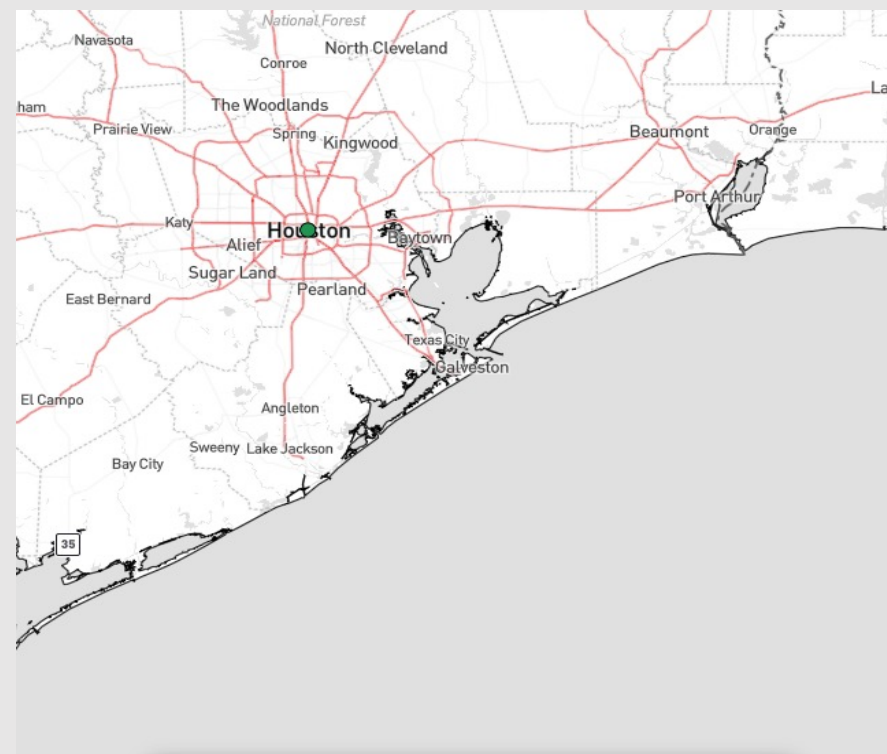 National Forest
Navasota
North Cleveland
Conroe
La
The Woodlands
ham
Prairie View
Spring
Kingwood
Beaumont
Orange
Port Arthur
Katy
Houston
Alief
Baytown
Sugar Land
Pearland
East Bernard
Texas City
Galveston
El Campo
Angleton
Sweeny
Lake Jackson
Bay City
35